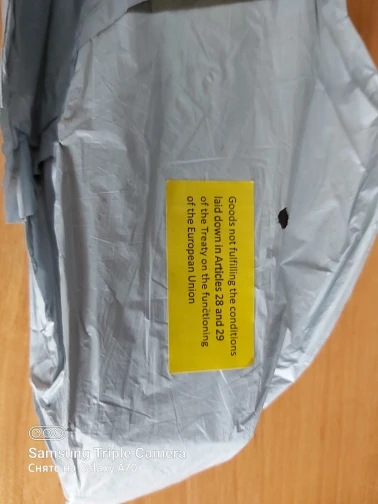 Goods not fulfilling the conditions
laid down in Articles 28 and 29
of the Treaty on the functioning
of the European Union
Samsung Triple Camera
Снято на Galaxy A70